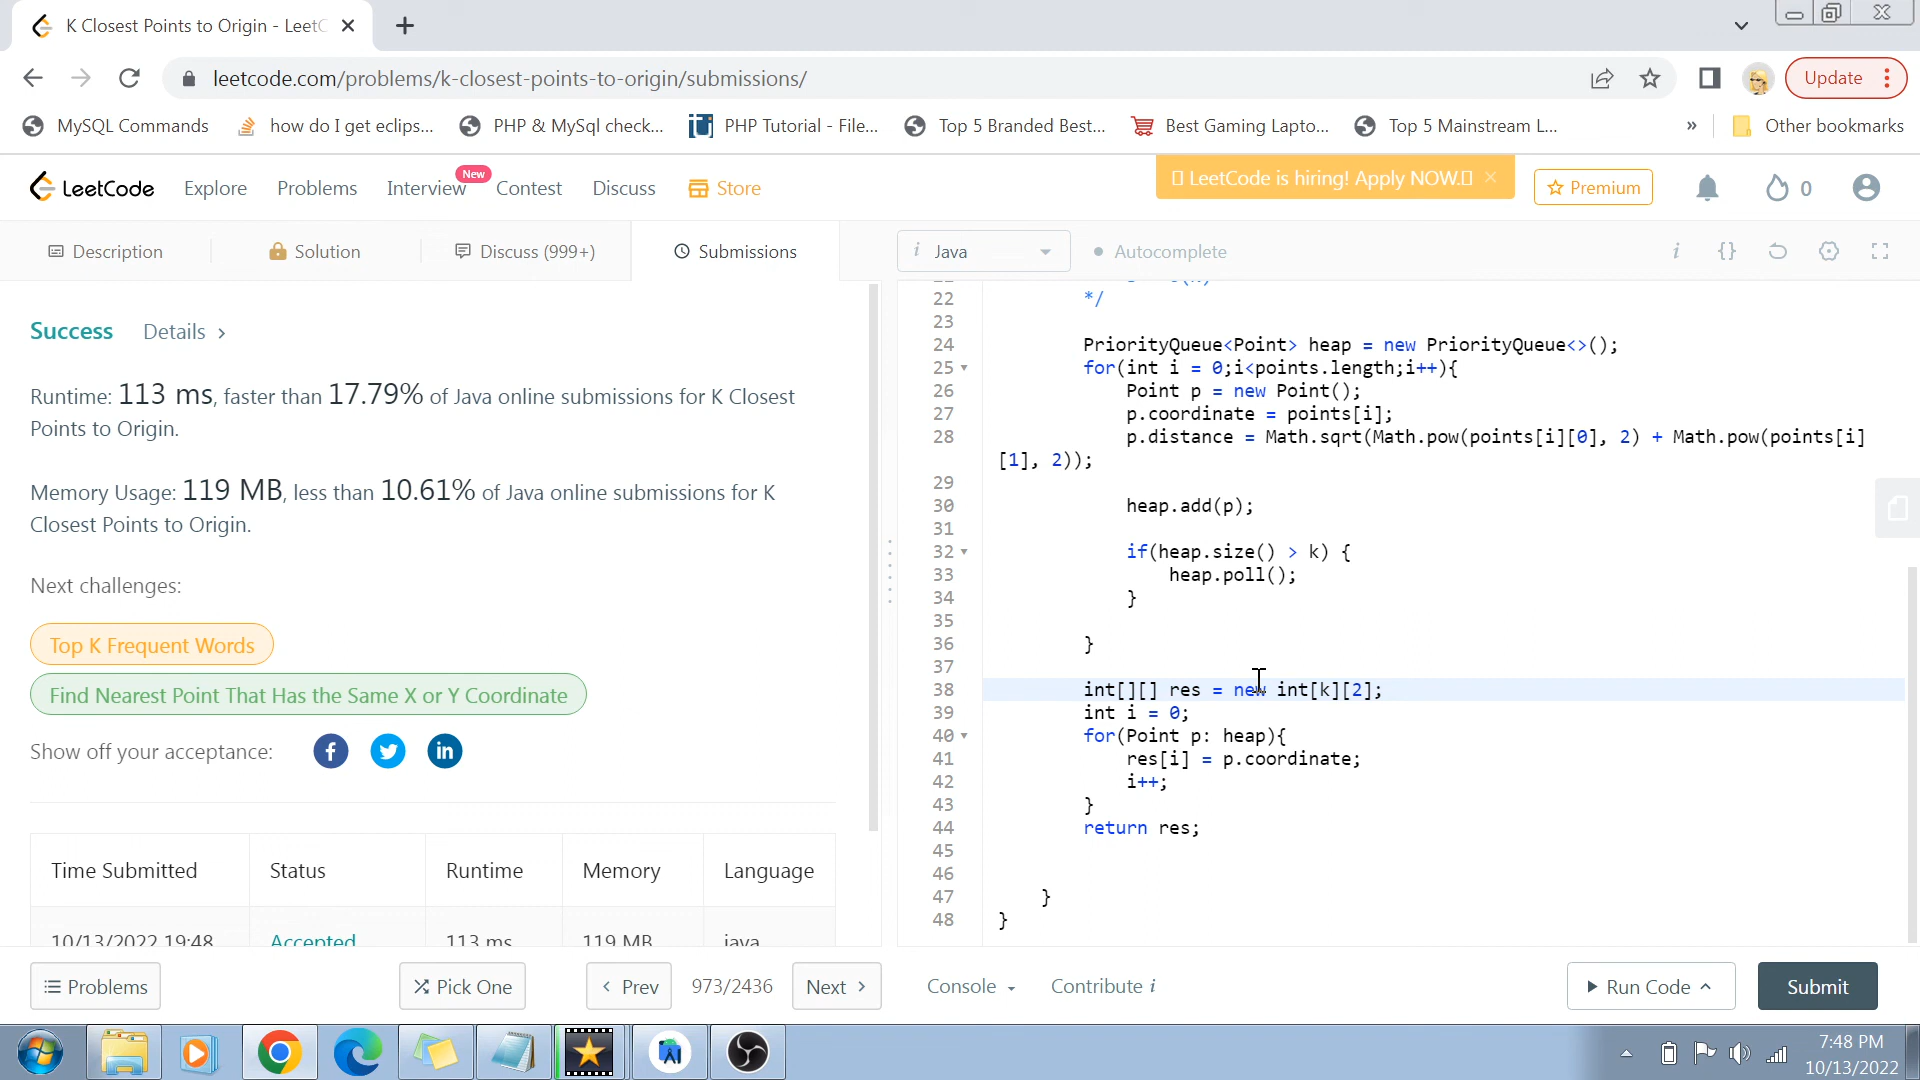 K Closest Points to Origin - LeetC
leetcode.com/problems/k-closest-points-to-origin/submissions/
Update
MySQL Commands
how do I get eclips...
PHP & MySql check...
PHP Tutorial - File...
Top 5 Branded Best...
Best Gaming Lapto...
Top 5 Mainstream L...
»
Other bookmarks
LeetCode
Explore
Problems
Interview
New
Contest
Discuss
Store
LeetCode is hiring! Apply NOW.
Premium
0
Description
Solution
Discuss (999+)
Submissions
i Java
Autocomplete
i {}
Success
Details >
Runtime: 113 ms, faster than 17.79% of Java online submissions for K Closest
Points to Origin.
Memory Usage: 119 MB, less than 10.61% of Java online submissions for K
Closest Points to Origin.
Next challenges:
Top K Frequent Words
Find Nearest Point That Has the Same X or Y Coordinate
Show off your acceptance:
Time Submitted Status Runtime Memory Language
10/13/2022 19:48 Accepted 113 ms 119 MB java
22 */
23
24 PriorityQueue<Point> heap = new PriorityQueue<>();
25 for(int i = 0;i<points.length;i++){
26 Point p = new Point();
27 p.coordinate = points[i];
28 p.distance = Math.sqrt(Math.pow(points[i][0], 2) + Math.pow(points[i]
[1], 2));
29
30 heap.add(p);
31
32 if(heap.size() > k) {
33 heap.poll();
34 }
35
36 }
37
38 int[][] res = new int[k][2];
39 int i = 0;
40 for(Point p: heap){
41 res[i] = p.coordinate;
42 i++;
43 }
44 return res;
45
46
47 }
48 }
Problems
Pick One
< Prev
973/2436
Next >
Console
Contribute i
Run Code
Submit
7:48 PM
10/13/2022